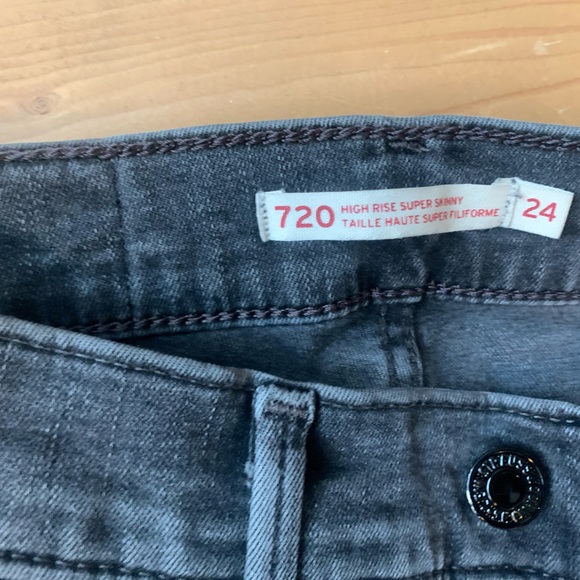 720
HIGH RISE SUPER SKINNY
TAILLE HAUTE SUPER FILIFORME
24